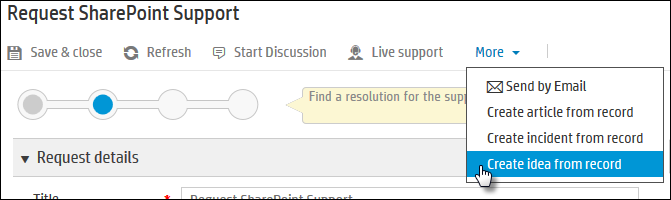 Request SharePoint Support
Save & close Refresh Start Discussion Live support More
Send by Email
Find a resolution for the supp
Create article from record
Create incident from record
Request details
Create idea from record
Title * Request SharePoint Support